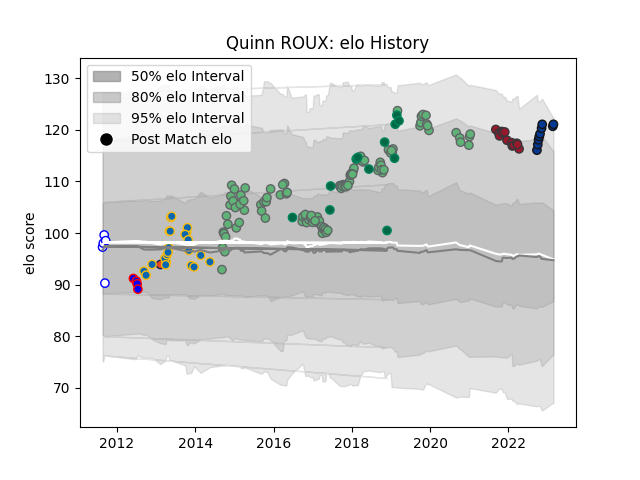 Quinn ROUX: elo History
50% elo Interval
80% elo Interval
95% elo Interval
Post Match elo
elo score
130
120
110
100
90
80
70
2012 2014 2016 2018 2020 2022